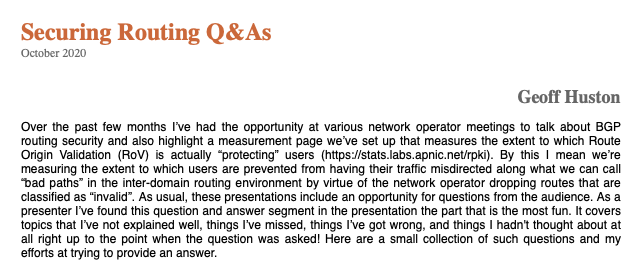 Securing Routing Q&As
October 2020
Geoff Huston
Over the past few months I've had the opportunity at various network operator meetings to talk about BGP
routing security and also highlight a measurement page we've set up that measures the extent to which Route
Origin Validation (RoV) is actually “protecting” users (https://stats.labs.apnic.net/rpki). By this I mean we're
measuring the extent to which users are prevented from having their traffic misdirected along what we can call
“bad paths” in the inter-domain routing environment by virtue of the network operator dropping routes that are
classified as “invalid”. As usual, these presentations include an opportunity for questions from the audience. As a
presenter I've found this question and answer segment in the presentation the part that is the most fun. It covers
topics that I've not explained well, things I've missed, things I've got wrong, and things I hadn't thought about at
all right up to the point when the question was asked! Here are a small collection of such questions and my
efforts at trying to provide an answer.